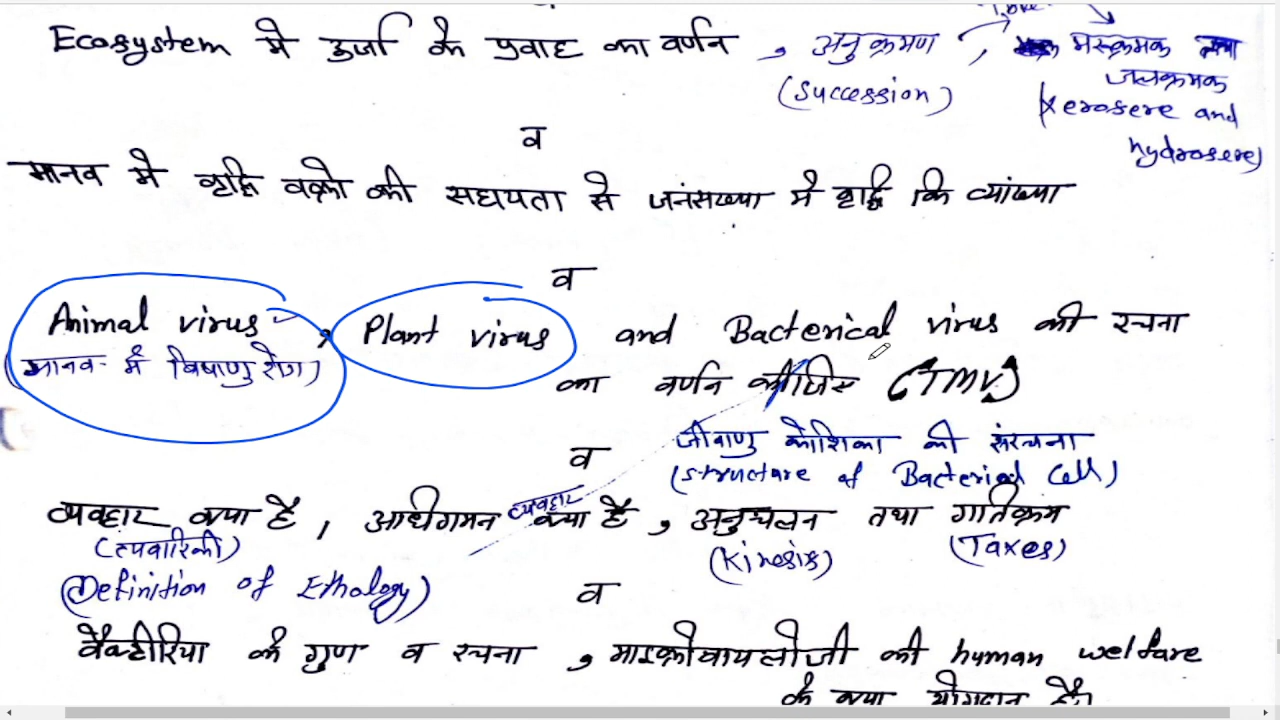 Ecosystem में ऊर्जा के प्रवाह का वर्णन , अनुक्रमण , मरुक्रमक तथा
(Succession) जलक्रमक
(Xerosere and
hydrosere)
व
मानव में वृद्धि वक्रो की सहायता से जनसंख्या में वृद्धि कि व्यांख्या
व
Animal virus , Plant virus and Bacterical virus की रचना
(मानव में विषाणु रोग) का वर्णन कीजिए (TMV)
व जीवाणु कोशिका की संरचना
(structure of Bacterial Cell)
व्यवहार क्या है , अधिगमन व्यवहार क्या है , अनुचलन तथा गतिक्रम
(Kinesis) (Taxes)
(Definition of Ethology)
व
बैक्टीरिया के गुण व रचना , माइक्रोबायलोजी की human welfare
के क्या योगदान है।